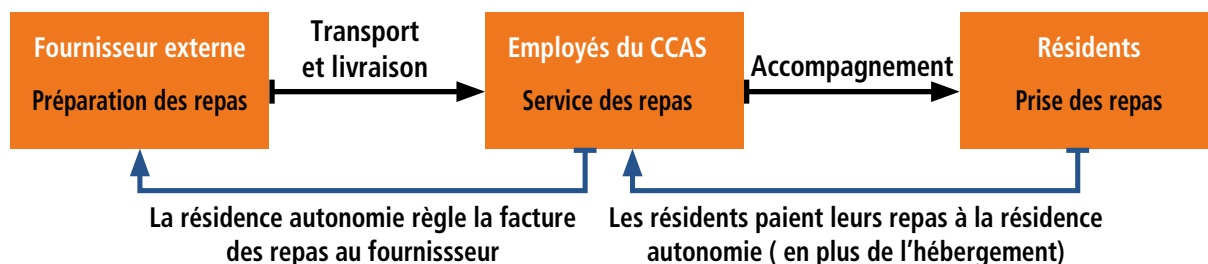 Fournisseur externe
Préparation des repas
Transport
et livraison
Employés du CCAS
Service des repas
Accompagnement
Résidents
Prise des repas
La résidence autonomie règle la facture
des repas au fournissseur
Les résidents paient leurs repas à la résidence
autonomie ( en plus de l’hébergement)